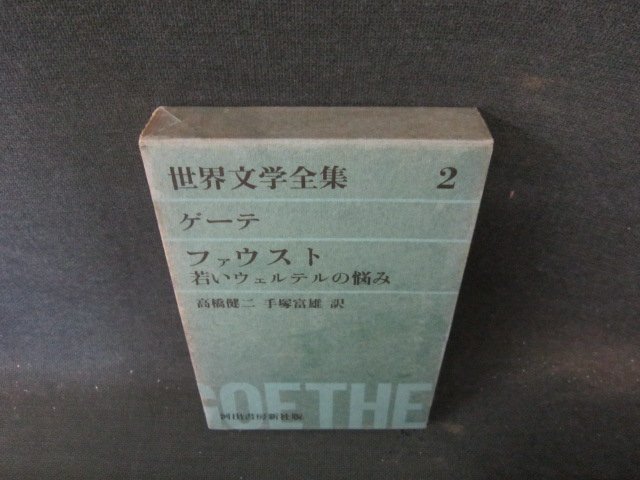 世界文学全集 2
ゲーテ
ファウスト
若いウェルテルの悩み
高橋健二 手塚富雄 訳
GOETHE
河出書房新社版